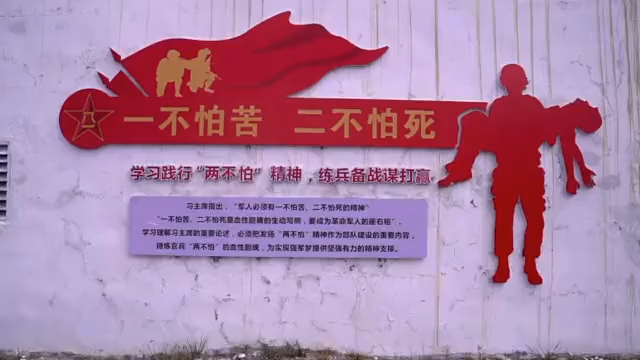 一不怕苦 二不怕死
学习践行“两不怕”精神，练兵备战谋打赢
习主席指出，“军人必须有一不怕苦、二不怕死的精神”
“一不怕苦、二不怕死是血性胆魄的生动写照，要成为革命军人的座右铭”，
学习理解习主席的重要论述，必须把发扬“两不怕”精神作为部队建设的重要内容，
锤炼官兵“两不怕”的血性胆魄，为实现强军梦提供坚强有力的精神支撑。